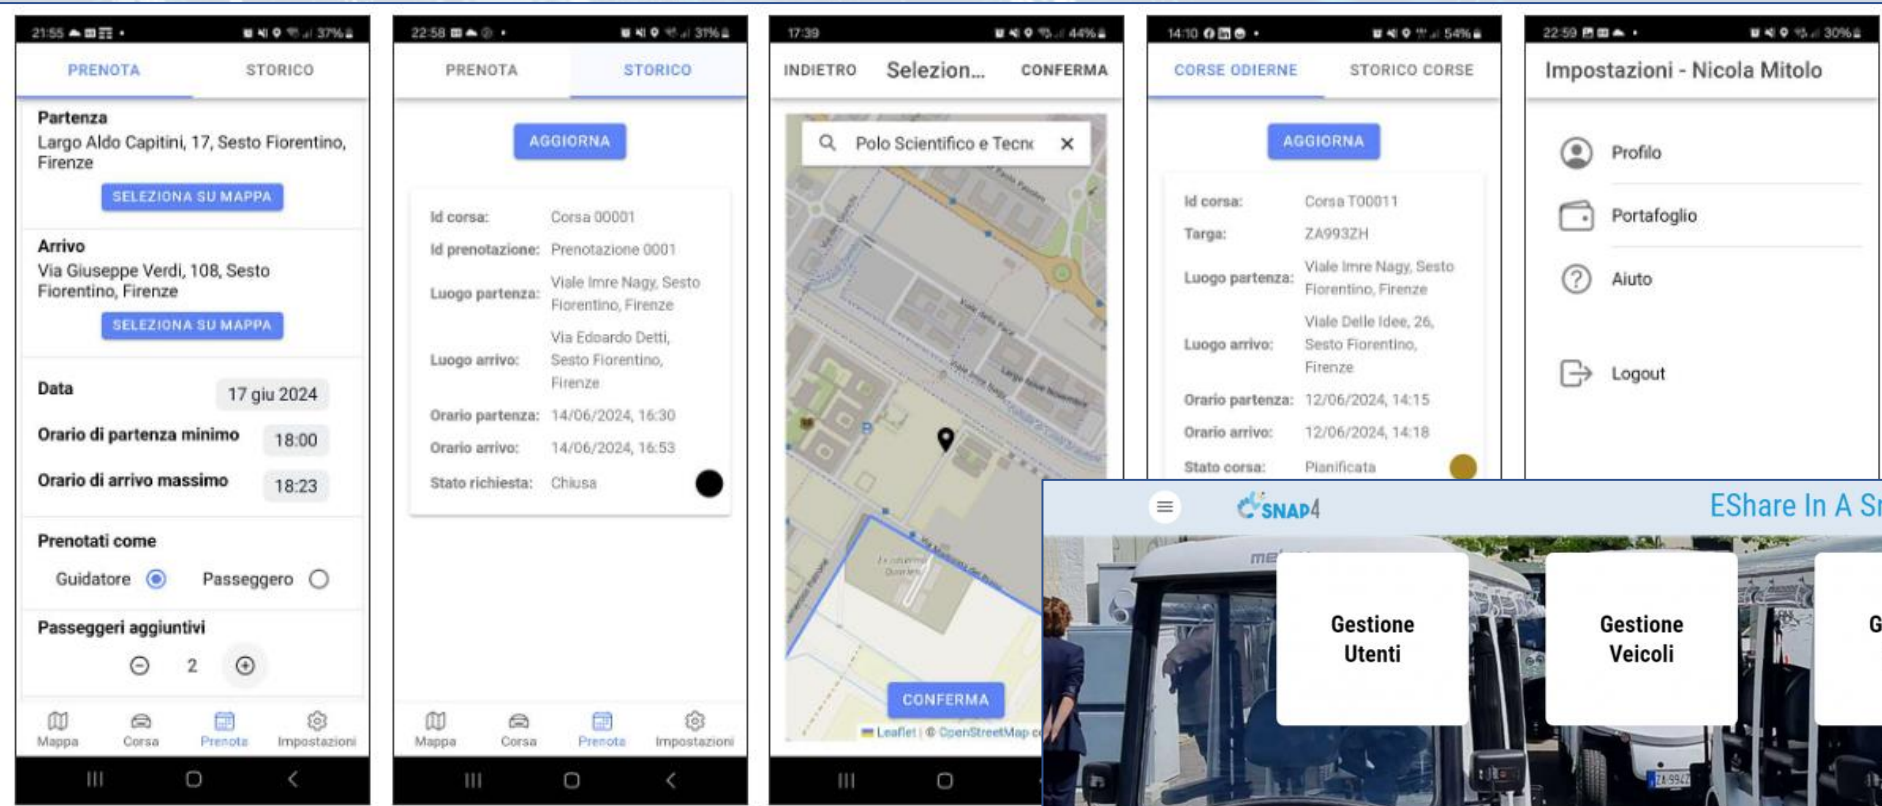 21:55
37%
PRENOTA
STORICO
Partenza
Largo Aldo Capitini, 17, Sesto Fiorentino,
Firenze
SELEZIONA SU MAPPA
Arrivo
Via Giuseppe Verdi, 108, Sesto
Fiorentino, Firenze
SELEZIONA SU MAPPA
Data
17 giu 2024
Orario di partenza minimo
18:00
Orario di arrivo massimo
18:23
Prenotati come
Guidatore
Passeggero
Passeggeri aggiuntivi
2
Mappa
Corsa
Prenota
Impostazioni
22:58
31%
PRENOTA
STORICO
AGGIORNA
Id corsa:
Corsa 00001
Id prenotazione:
Prenotazione 0001
Luogo partenza:
Viale Imre Nagy, Sesto
Fiorentino, Firenze
Luogo arrivo:
Via Edoardo Detti,
Sesto Fiorentino,
Firenze
Orario partenza:
14/06/2024, 16:30
Orario arrivo:
14/06/2024, 16:53
Stato richiesta:
Chiusa
Mappa
Corsa
Prenota
Impostazioni
17:39
44%
INDIETRO
Selezion...
CONFERMA
Polo Scientifico e Tecn
Viale della Pace
Viale Imre Nagy
Largo Nove Novembre
CONFERMA
Leaflet | © OpenStreetMap
14:10
54%
CORSE ODIERNE
STORICO CORSE
AGGIORNA
Id corsa:
Corsa T00011
Targa:
ZA993ZH
Luogo partenza:
Viale Imre Nagy, Sesto
Fiorentino, Firenze
Luogo arrivo:
Viale Delle Idee, 26,
Sesto Fiorentino,
Firenze
Orario partenza:
12/06/2024, 14:15
Orario arrivo:
12/06/2024, 14:18
Stato corsa:
Pianificata
22:59
30%
Impostazioni - Nicola Mitolo
Profilo
Portafoglio
Aiuto
Logout
SNAP4
EShare In A S
Gestione
Utenti
Gestione
Veicoli
G